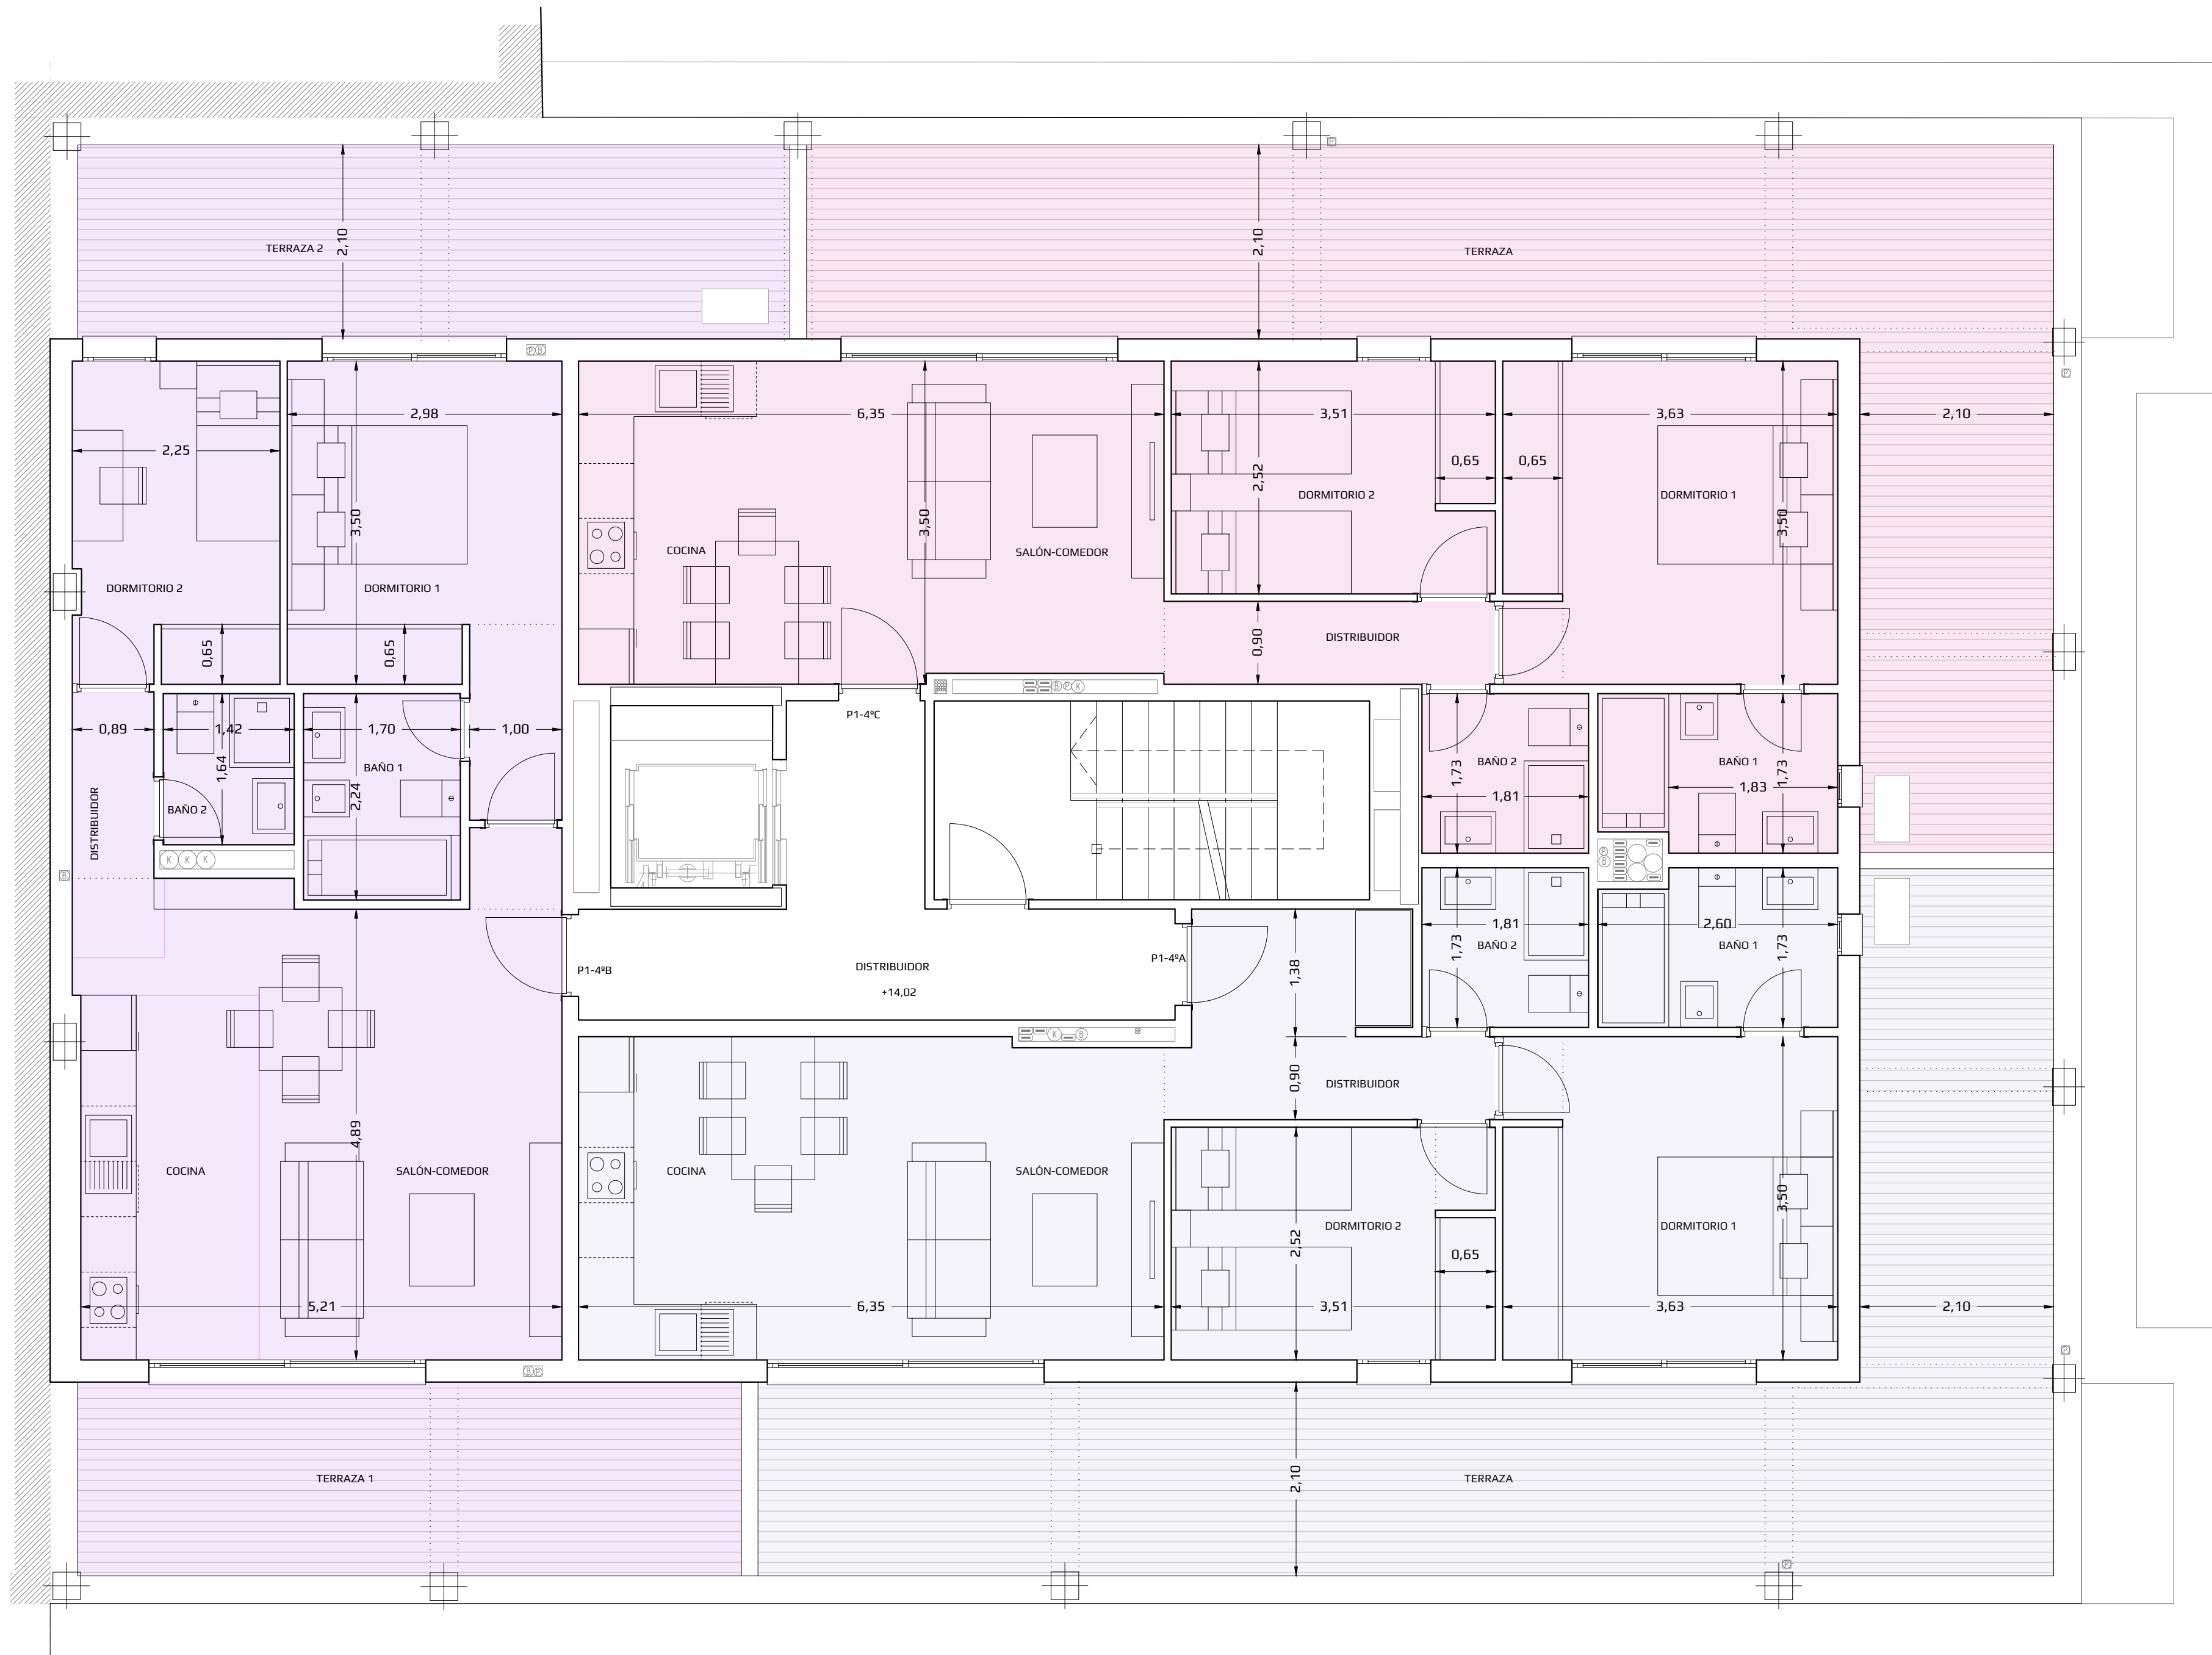 TERRAZA 2
2,10
2,10
TERRAZA
2,98
6,35
3,51
3,63
2,10
2,25
0,65
0,65
2,52
DORMITORIO 2
DORMITORIO 1
3,50
3,50
3,50
COCINA
SALÓN-COMEDOR
DORMITORIO 2
DORMITORIO 1
0,65
0,65
0,90
DISTRIBUIDOR
P1-4ºC
0,89
1,42
1,70
1,00
1,64
BAÑO 1
2,24
BAÑO 2
DISTRIBUIDOR
BAÑO 2
1,73
1,81
BAÑO 1
1,73
1,83
K K K
B P K
P B
P B
P
P
B
P
B
1,81
2,60
1,73
BAÑO 2
BAÑO 1
1,73
P1-4ºB
DISTRIBUIDOR
+14,02
P1-4ºA
1,38
K B
0,90
DISTRIBUIDOR
4,89
COCINA
SALÓN-COMEDOR
COCINA
SALÓN-COMEDOR
DORMITORIO 2
DORMITORIO 1
3,50
2,52
0,65
5,21
6,35
3,51
3,63
2,10
B P
P
TERRAZA 1
2,10
TERRAZA
P